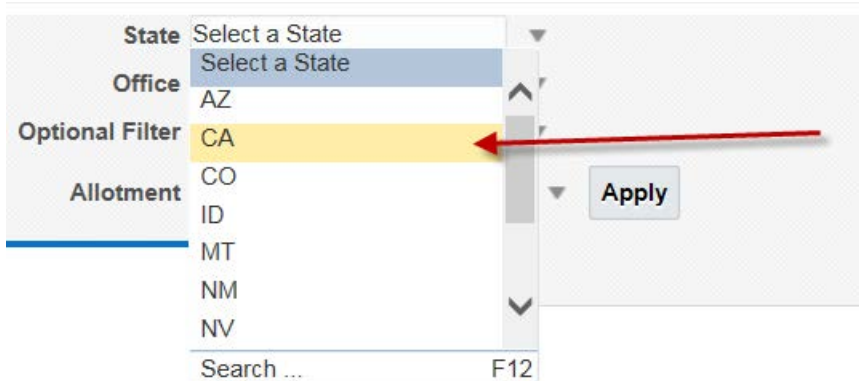 State Select a State
Select a State
Office
AZ
Optional Filter
CA
Allotment
CO
Apply
ID
MT
NM
NV
Search ... F12